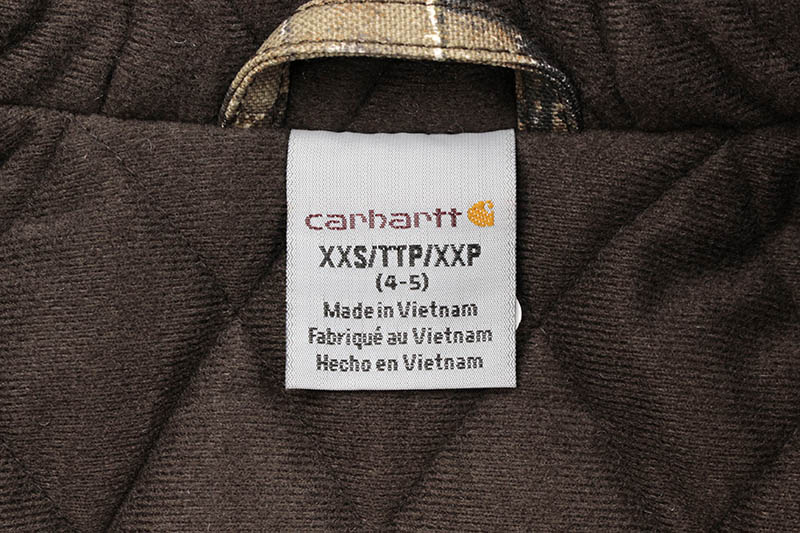 carhartt
XXS/TTP/XXP
(4-5)
Made in Vietnam
Fabriqué au Vietnam
Hecho en Vietnam